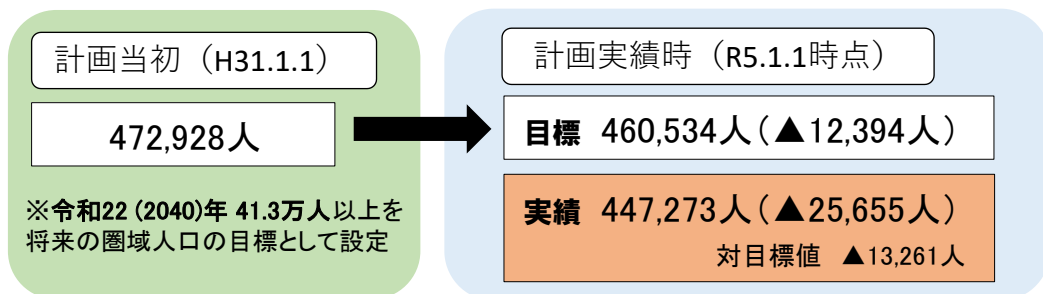 計画当初（H31.1.1）
472,928人
※令和22 (2040)年 41.3万人以上を
将来の圏域人口の目標として設定
計画実績時（R5.1.1時点）
目標 460,534人（▲12,394人）
実績 447,273人（▲25,655人）
対目標値 ▲13,261人